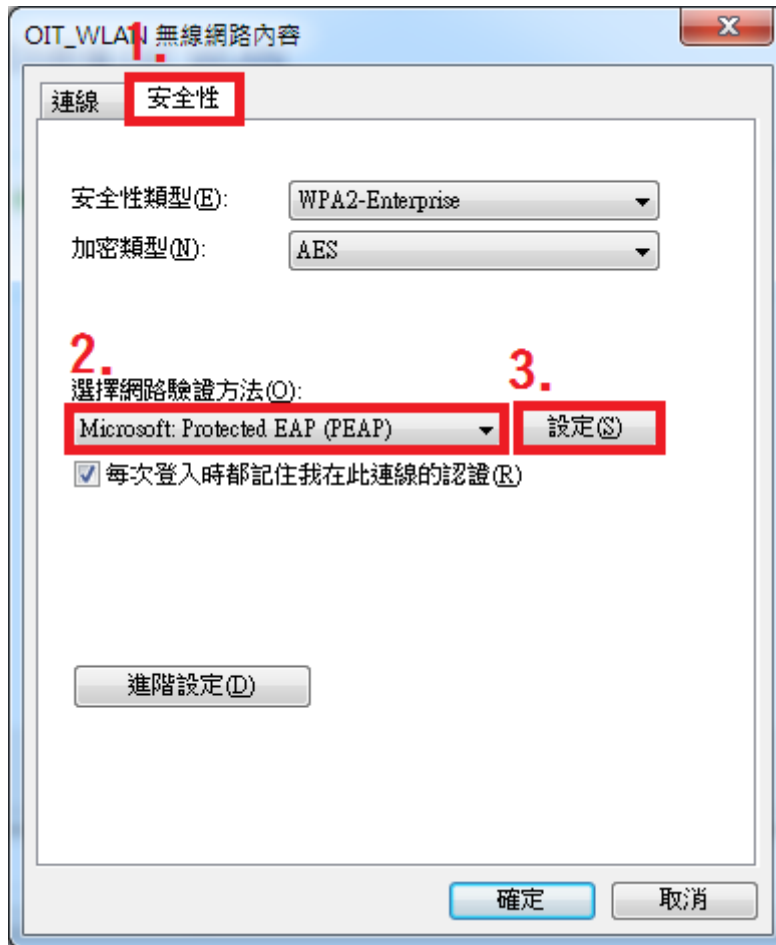 OIT_WLAN 無線網路內容
1.
連線 安全性
安全性類型(E): WPA2-Enterprise
加密類型(N): AES
2.
3.
選擇網路驗證方法(O):
Microsoft: Protected EAP (PEAP) 設定(S)
每次登入時都記住我在此連線的認證(R)
進階設定(D)
確定 取消